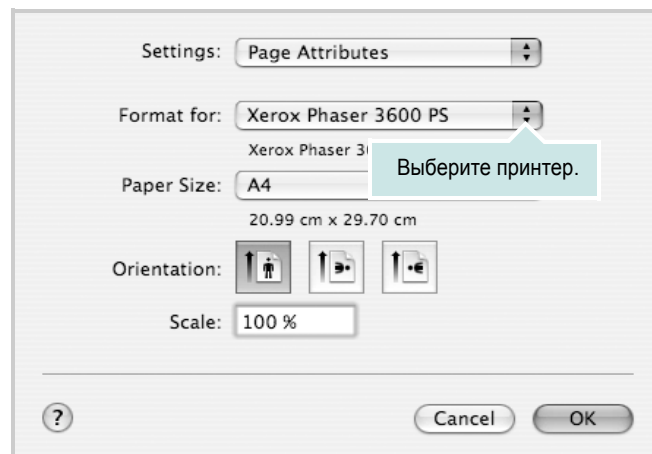 Settings: Page Attributes
Format for: Xerox Phaser 3600 PS
Xerox Phaser
Выберите принтер.
Paper Size: A4
20.99 cm x 29.70 cm
Orientation:
Scale: 100 %
? Cancel OK